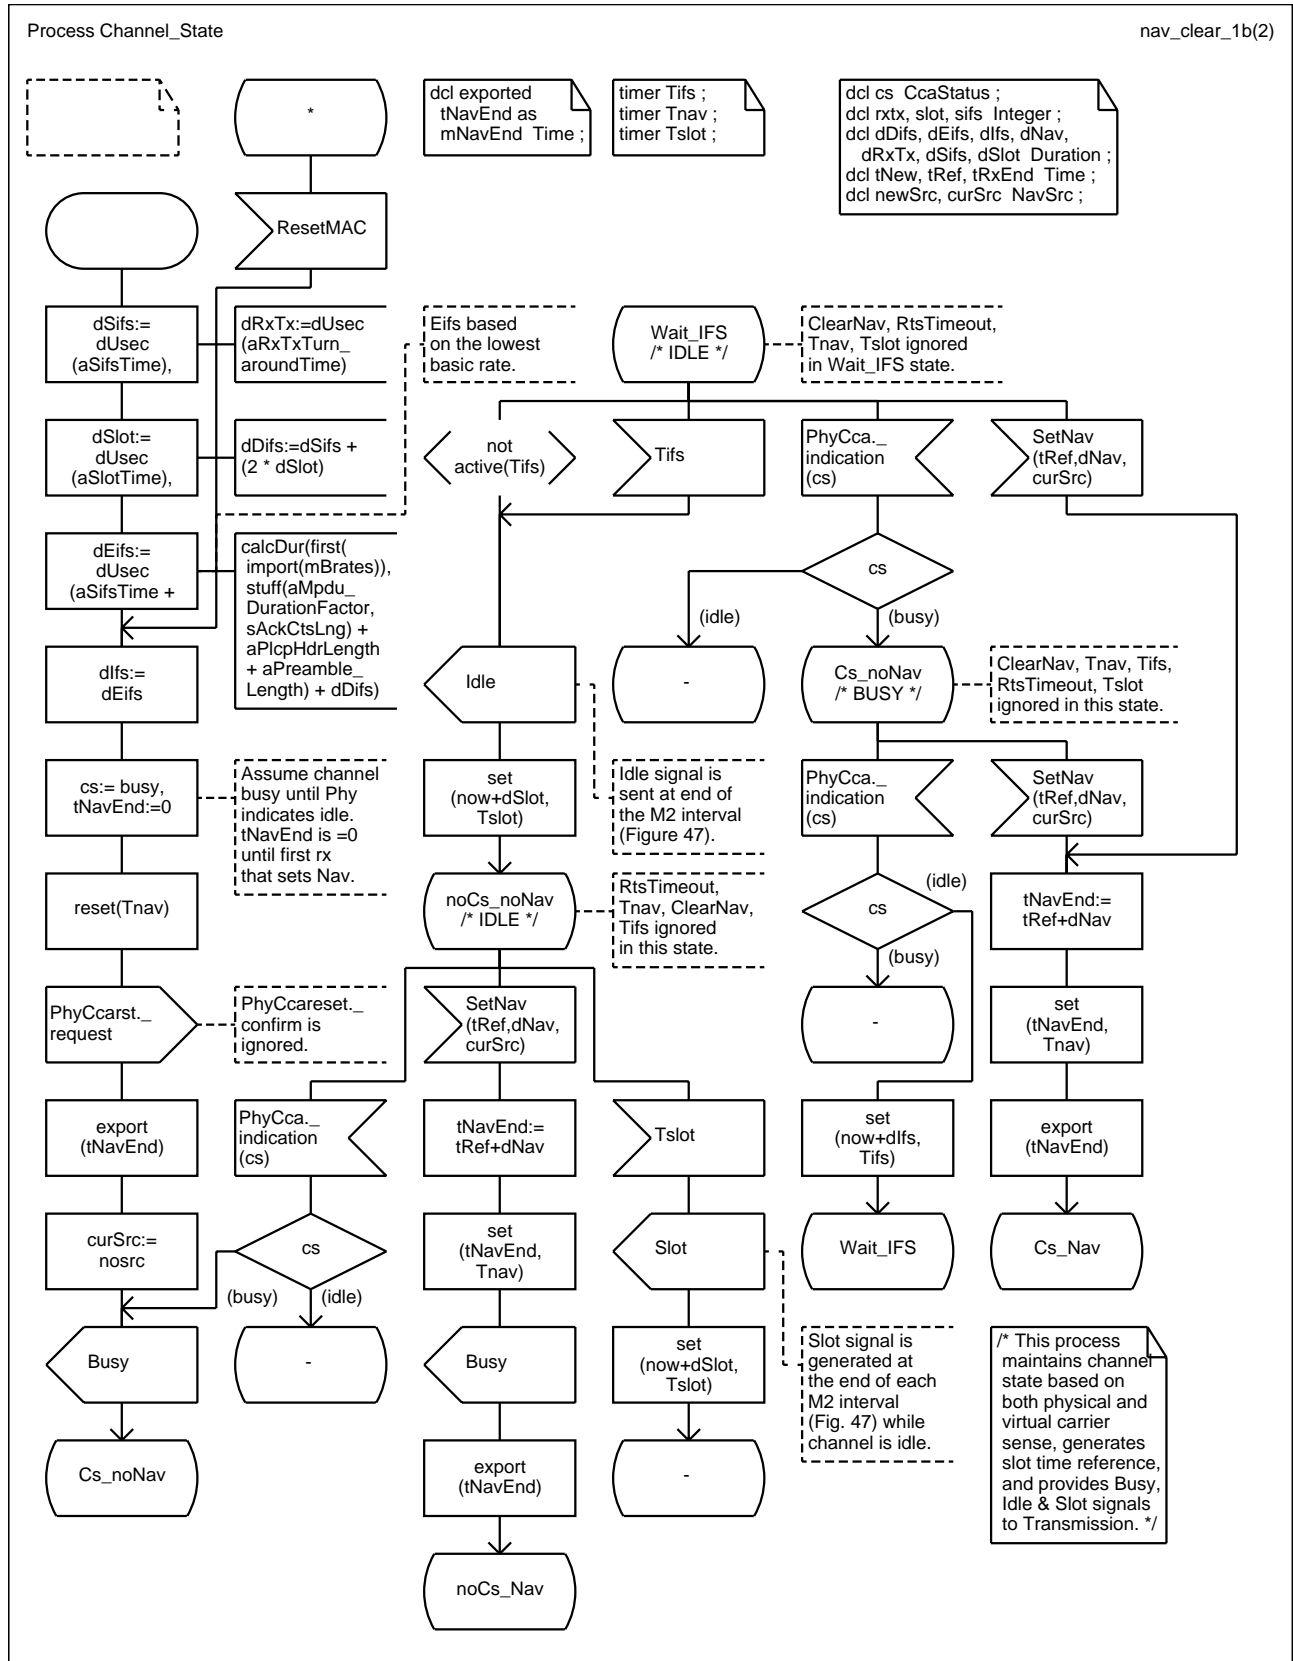 Process Channel_State
nav_clear_1b(2)
*
dcl exported
tNavEnd as
mNavEnd Time ;
timer Tifs ;
timer Tnav ;
timer Tslot ;
dcl cs CcaStatus ;
dcl rxtx, slot, sifs Integer ;
dcl dDifs, dEifs, dIfs, dNav,
dRxTx, dSifs, dSlot Duration ;
dcl tNew, tRef, tRxEnd Time ;
dcl newSrc, curSrc NavSrc ;
ResetMAC
dSifs:=
dUsec
(aSifsTime),
dRxTx:=dUsec
(aRxTxTurn_
aroundTime)
Eifs based
on the lowest
basic rate.
Wait_IFS
/* IDLE */
ClearNav, RtsTimeout,
Tnav, Tslot ignored
in Wait_IFS state.
dSlot:=
dUsec
(aSlotTime),
dDifs:=dSifs +
(2 * dSlot)
not
active(Tifs)
Tifs
PhyCca._
indication
(cs)
SetNav
(tRef,dNav,
curSrc)
dEifs:=
dUsec
(aSifsTime +
calcDur(first(
import(mBrates)),
stuff(aMpdu_
DurationFactor,
sAckCtsLng) +
aPlcpHdrLength
+ aPreamble_
Length) + dDifs)
cs
(idle)
(busy)
dIfs:=
dEifs
Idle
-
Cs_noNav
/* BUSY */
ClearNav, Tnav, Tifs,
RtsTimeout, Tslot
ignored in this state.
cs:= busy,
tNavEnd:=0
Assume channel
busy until Phy
indicates idle.
tNavEnd is =0
until first rx
that sets Nav.
set
(now+dSlot,
Tslot)
Idle signal is
sent at end of
the M2 interval
(Figure 47).
PhyCca._
indication
(cs)
SetNav
(tRef,dNav,
curSrc)
reset(Tnav)
noCs_noNav
/* IDLE */
RtsTimeout,
Tnav, ClearNav,
Tifs ignored
in this state.
cs
(idle)
(busy)
tNavEnd:=
tRef+dNav
PhyCcarst._
request
PhyCcareset._
confirm is
ignored.
SetNav
(tRef,dNav,
curSrc)
-
set
(tNavEnd,
Tnav)
export
(tNavEnd)
PhyCca._
indication
(cs)
tNavEnd:=
tRef+dNav
Tslot
set
(now+dIfs,
Tifs)
export
(tNavEnd)
curSrc:=
nosrc
cs
(busy)
(idle)
set
(tNavEnd,
Tnav)
Slot
Wait_IFS
Cs_Nav
Busy
-
Busy
set
(now+dSlot,
Tslot)
Slot signal is
generated at
the end of each
M2 interval
(Fig. 47) while
channel is idle.
/* This process
maintains channel
state based on
both physical and
virtual carrier
sense, generates
slot time reference,
and provides Busy,
Idle & Slot signals
to Transmission. */
Cs_noNav
export
(tNavEnd)
-
noCs_Nav